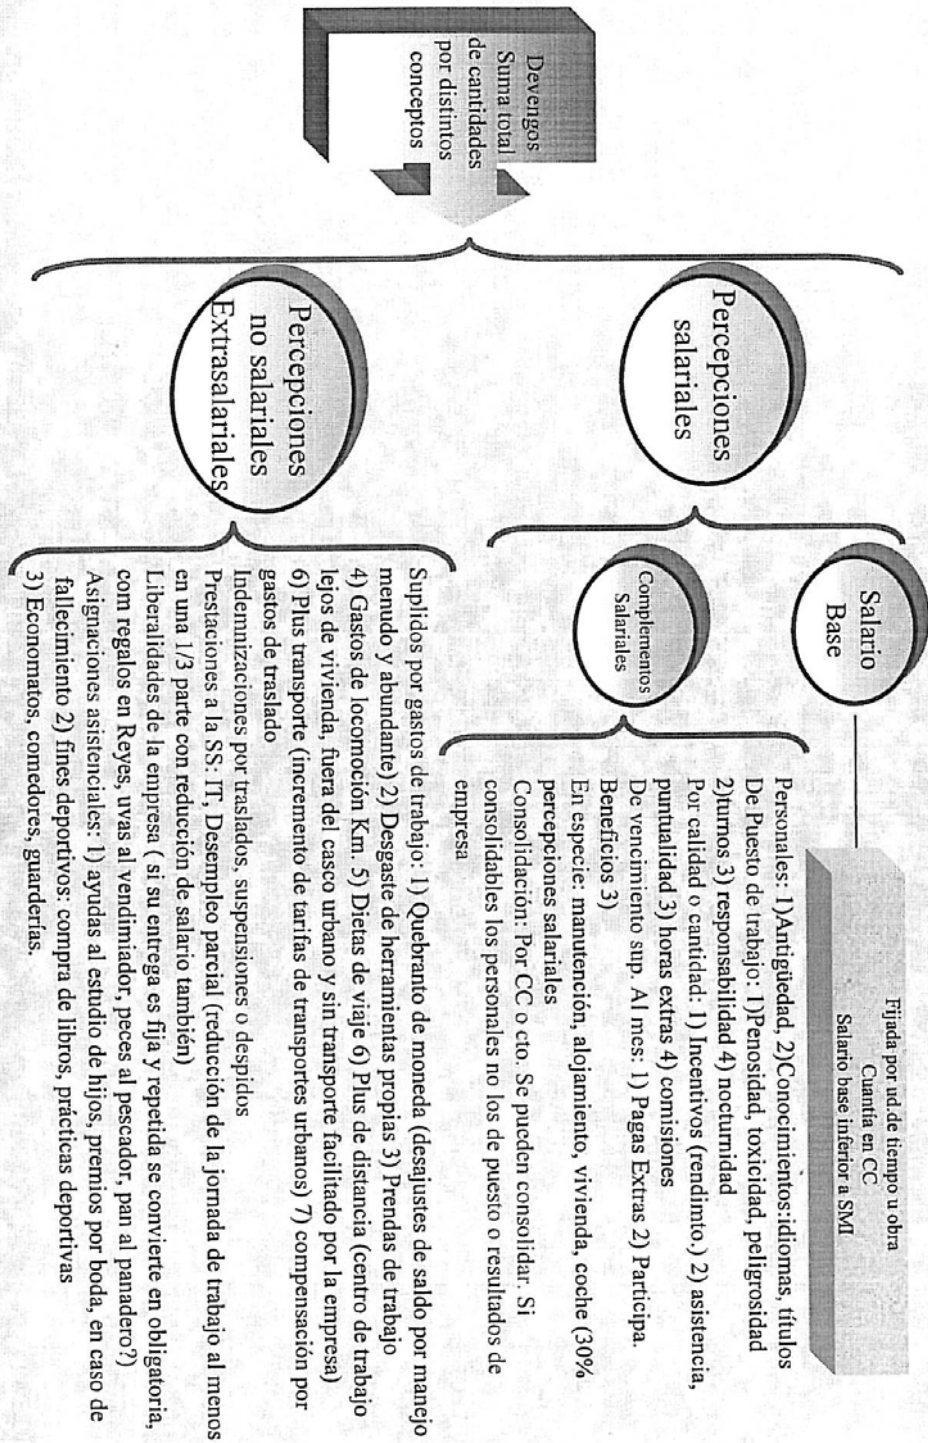 Devengos
Suma total
de cantidades
por distintos
conceptos
Percepciones
salariales
Salario
Base
Fijada por ud.de tiempo u obra
Cuantía en CC
Salario base inferior a SMI
Complementos
Salariales
Personales: 1)Antigüedad, 2)Conocimientos:idiomas, títulos
De Puesto de trabajo: 1)Penosidad, toxicidad, peligrosidad
2)turnos 3) responsabilidad 4) nocturnidad
Por calidad o cantidad: 1) Incentivos (rendimto.) 2) asistencia,
puntualidad 3) horas extras 4) comisiones
De vencimiento sup. Al mes: 1) Pagas Extras 2) Participa.
Beneficios 3)
En especie: manutención, alojamiento, vivienda, coche (30%
percepciones salariales
Consolidación: Por CC o cto. Se pueden consolidar. Si
consolidables los personales no los de puesto o resultados de
empresa
Percepciones
no salariales
Extrasalariales
Suplidos por gastos de trabajo: 1)Quebranto de moneda (desajustes de saldo por manejo
menudo y abundante) 2) Desgaste de herramientas propias 3) Prendas de trabajo
4) Gastos de locomoción Km. 5) Dietas de viaje 6) Plus de distancia (centro de trabajo
lejos de vivienda, fuera del casco urbano y sin transporte facilitado por la empresa)
6) Plus transporte (incremento de tarifas de transportes urbanos) 7) compensación por
gastos de traslado
Indemnizaciones por traslados, suspensiones o despidos
Prestaciones a la SS: IT, Desempleo parcial (reducción de la jornada de trabajo al menos
en una 1/3 parte con reducción de salario también)
Liberalidades de la empresa ( si su entrega es fija y repetida se convierte en obligatoria,
com regalos en Reyes, uvas al vendimiador, peces al pescador, pan al panadero?)
Asignaciones asistenciales: 1) ayudas al estudio de hijos, premios por boda, en caso de
fallecimiento 2) fines deportivos: compra de libros, prácticas deportivas
3) Economatos, comedores, guarderías.